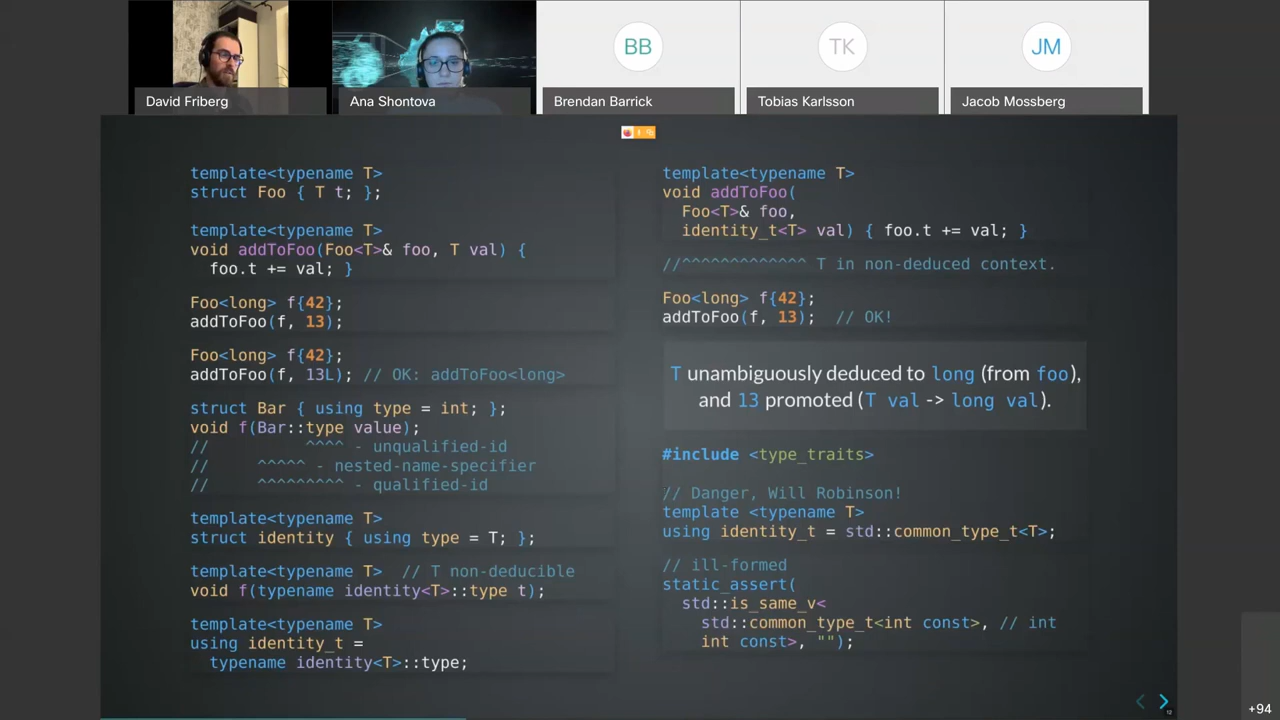 David Friberg
Ana Shontova
BB
Brendan Barrick
TK
Tobias Karlsson
JM
Jacob Mossberg
template<typename T>
struct Foo { T t; };
template<typename T>
void addToFoo(Foo<T>& foo, T val) {
foo.t += val; }
Foo<long> f{42};
addToFoo(f, 13);
Foo<long> f{42};
addToFoo(f, 13L); // OK: addToFoo<long>
struct Bar { using type = int; };
void f(Bar::type value);
// ^^^^ - unqualified-id
// ^^^^^ - nested-name-specifier
// ^^^^^^^^^ - qualified-id
template<typename T>
struct identity { using type = T; };
template<typename T> // T non-deducible
void f(typename identity<T>::type t);
template<typename T>
using identity_t =
typename identity<T>::type;
template<typename T>
void addToFoo(
Foo<T>& foo,
identity_t<T> val) { foo.t += val; }
//^^^^^^^^^^^^^ T in non-deduced context.
Foo<long> f{42};
addToFoo(f, 13); // OK!
T unambiguously deduced to long (from foo),
and 13 promoted (T val -> long val).
#include <type_traits>
// Danger, Will Robinson!
template <typename T>
using identity_t = std::common_type_t<T>;
// ill-formed
static_assert(
std::is_same_v<
std::common_type_t<int const>, // int
int const>, "");
12
+94